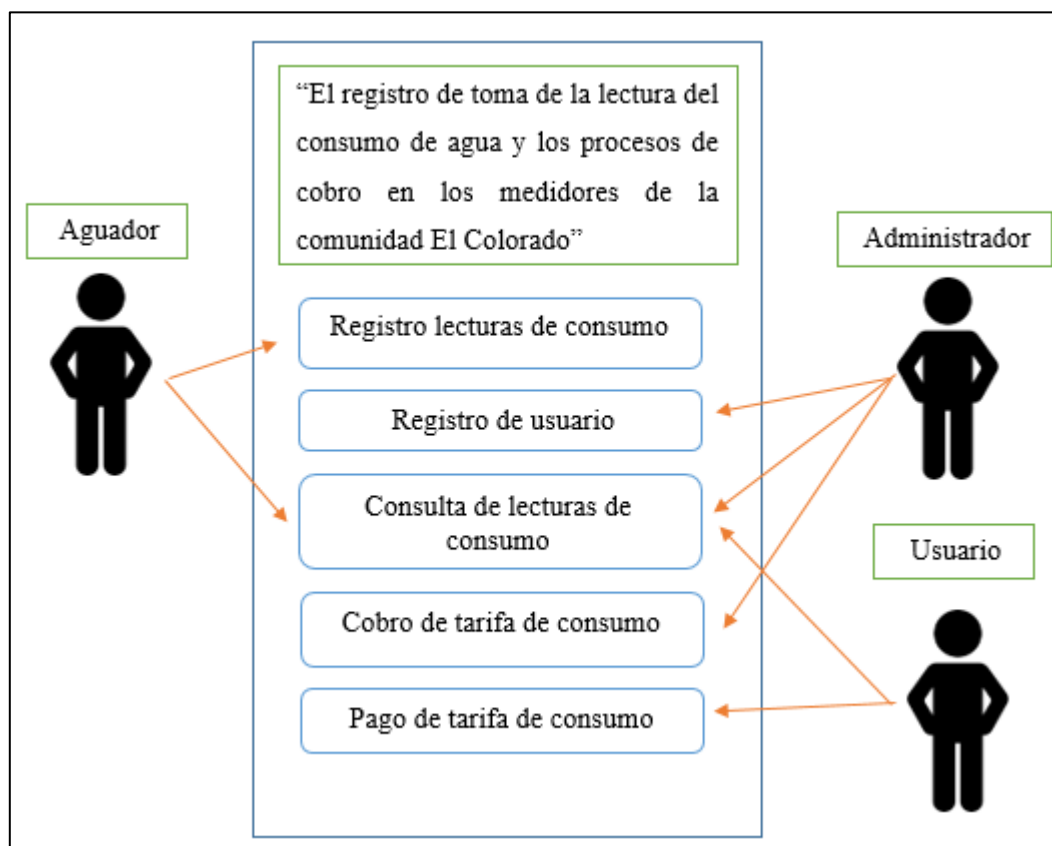 “El registro de toma de la lectura del
consumo de agua y los procesos de
cobro en los medidores de la
comunidad El Colorado”
Aguador
Administrador
Registro lecturas de consumo
Registro de usuario
Consulta de lecturas de
consumo
Usuario
Cobro de tarifa de consumo
Pago de tarifa de consumo